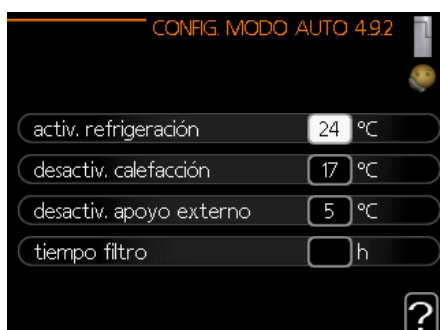 CONFIG. MODO AUTO 4.9.2
activ. refrigeración 24 °C
desactiv. calefacción 17 °C
desactiv. apoyo externo 5 °C
tiempo filtro h
?